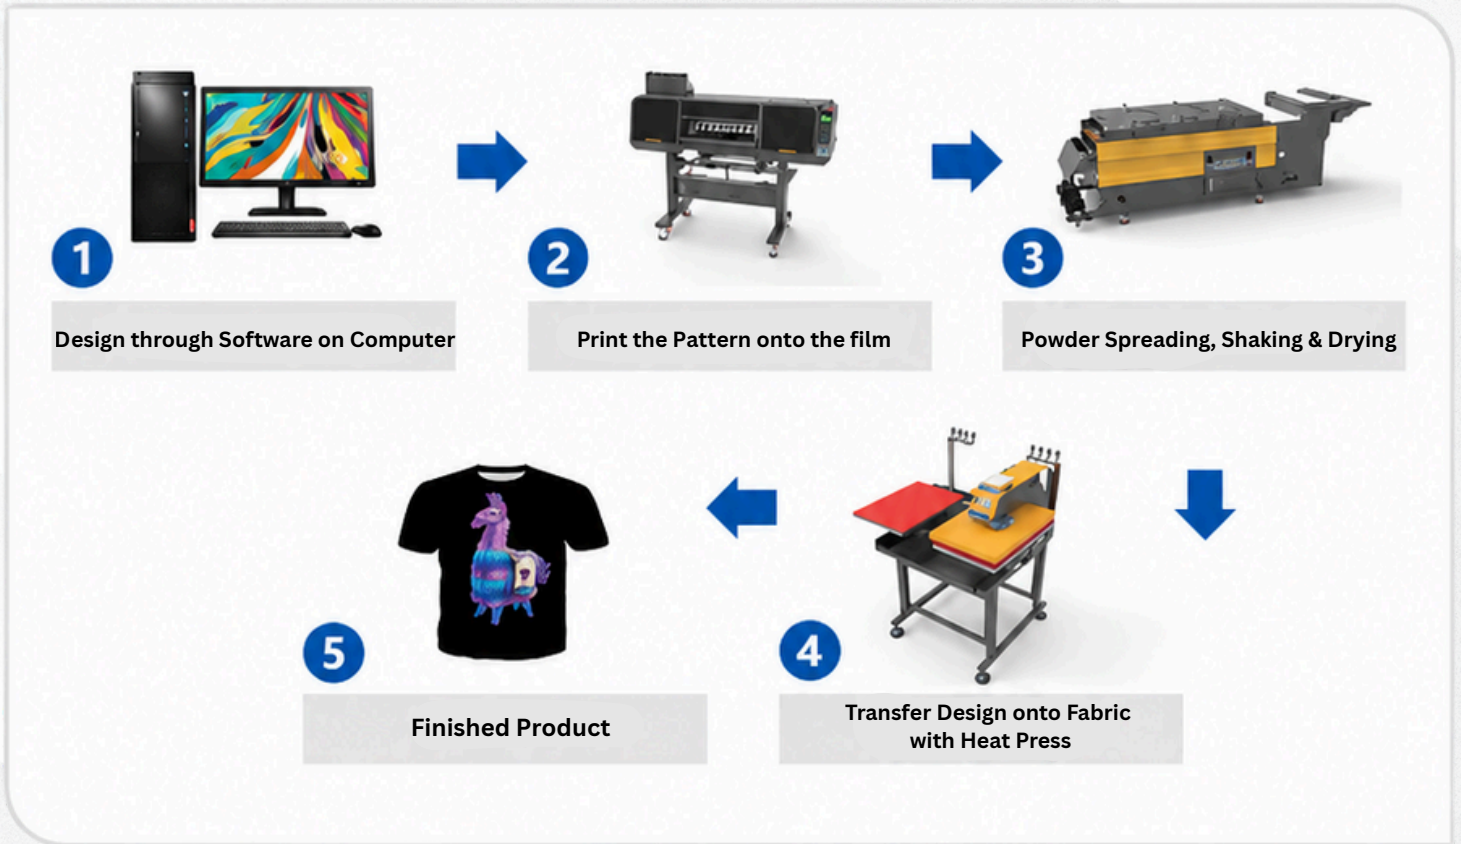 1
Design through Software on Computer
2
Print the Pattern onto the film
3
Powder Spreading, Shaking & Drying
4
Transfer Design onto Fabric
with Heat Press
5
Finished Product